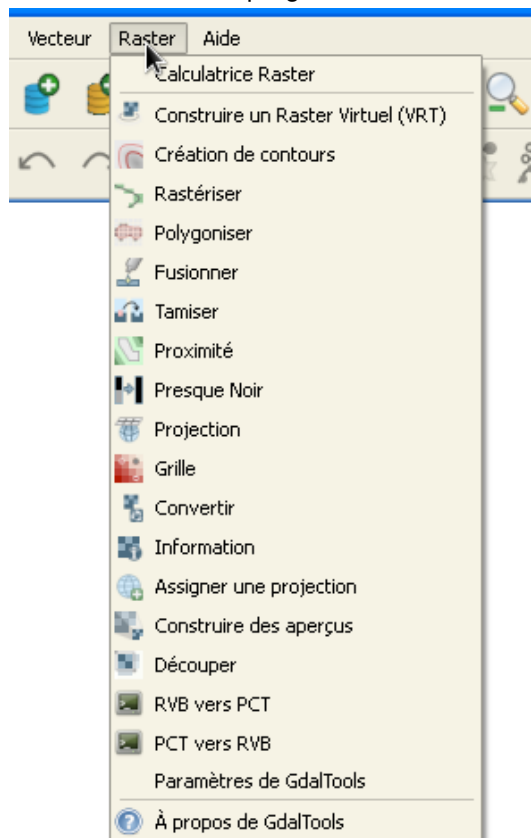 Vecteur Raster Aide
Calculatrice Raster
Construire un Raster Virtuel (VRT)
Création de contours
Rastériser
Polygoniser
Fusionner
Tamiser
Proximité
Presque Noir
Projection
Grille
Convertir
Information
Assigner une projection
Construire des aperçus
Découper
RVB vers PCT
PCT vers RVB
Paramètres de GdalTools
À propos de GdalTools